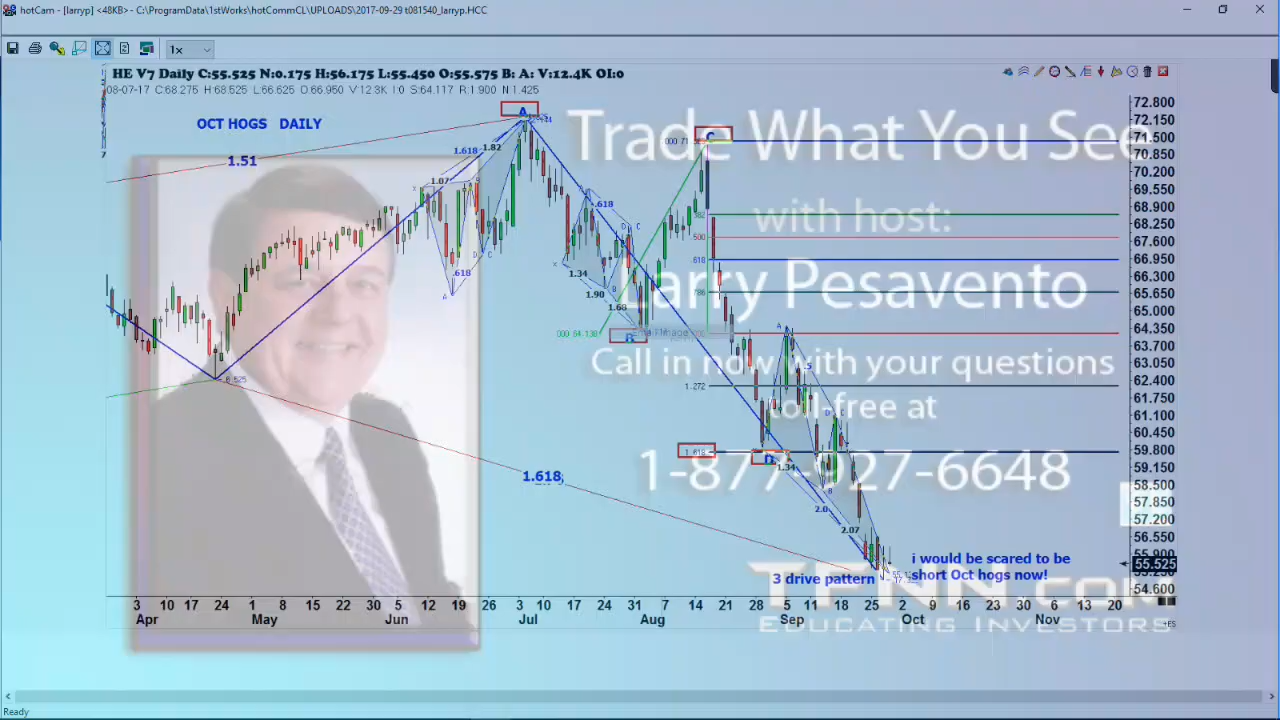 hotCam - [larryp] <48KB> - C:\ProgramData\1stWorks\hotCommCL\UPLOADS\2017-09-29 t081540_larryp.HCC
1x
HE V7 Daily C:55.525 N:0.175 H:56.175 L:55.450 O:55.575 B: A: V:12.4K OI:0
08-07-17 C:68.275 H:68.525 L:66.625 O:66.950 V:12.3K I:0 S:64.117 R:1.900 N:1.425
OCT HOGS DAILY
Trade What You See
with host:
Larry Pesavento
Call in now with your questions
toll-free at
1-877-927-6648
TFNN.com
EDUCATING INVESTORS
A
C
B
D
1.51
1.618
1.82
1.07
.618
.618
1.34
1.90
1.68
.382
.500
.618
.786
1.272
1.618
.5
1.34
2.0
2.07
1.618
3 drive pattern
i would be scared to be
short Oct hogs now!
72.800
72.150
71.500
70.850
70.200
69.550
68.900
68.250
67.600
66.950
66.300
65.650
65.000
64.350
63.700
63.050
62.400
61.750
61.100
60.450
59.800
59.150
58.500
57.850
57.200
56.550
55.900
55.525
54.600
3 10 17 24 1 8 15 22 30 5 12 19 26 3 10 17 24 31 7 14 21 28 5 11 18 25 2 9 16 23 30 6 13 20
Apr May Jun Jul Aug Sep Oct Nov
+ES
Ready